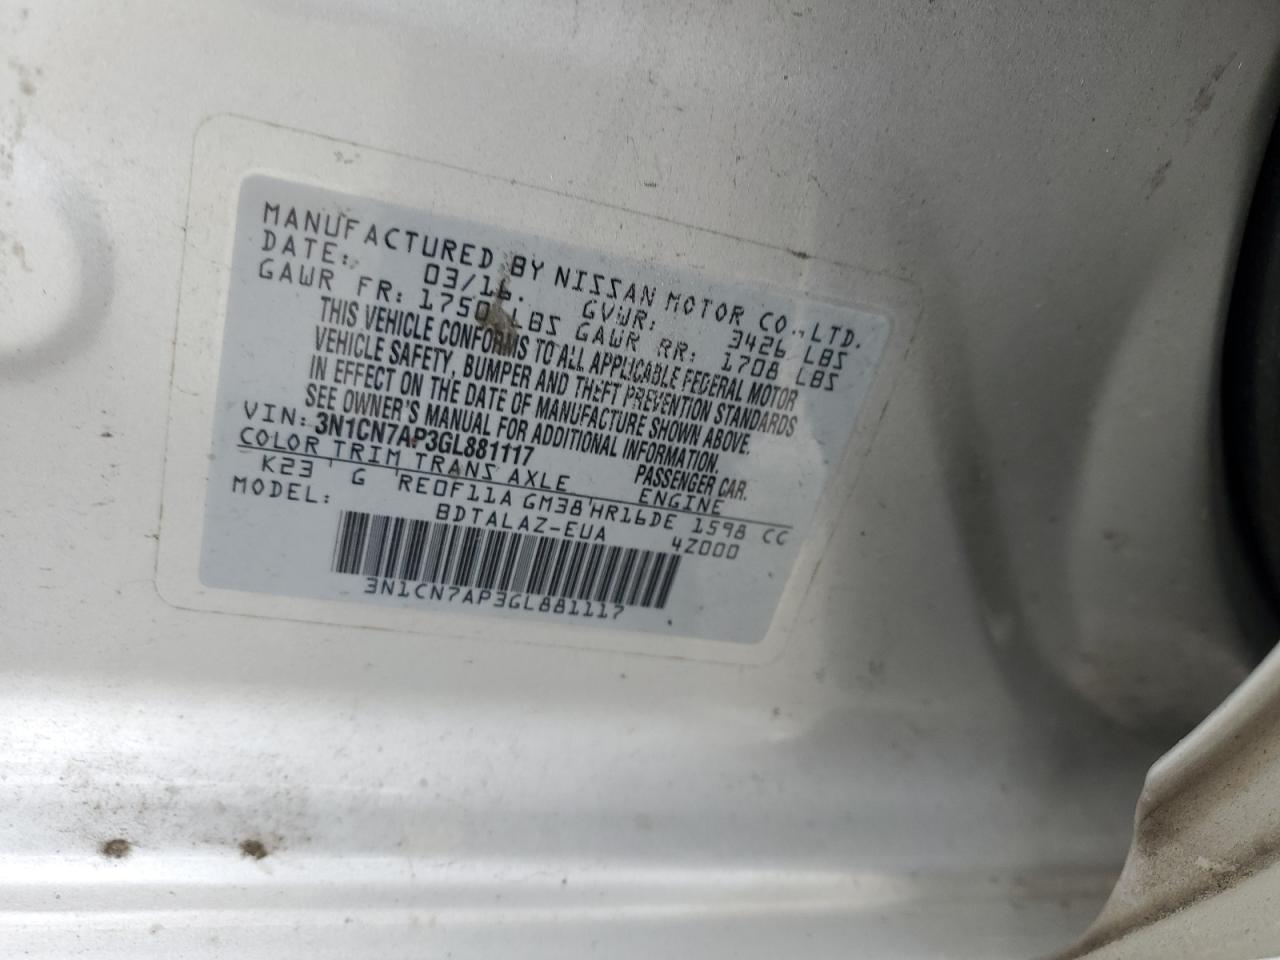 MANUFACTURED BY NISSAN MOTOR CO., LTD.
DATE: 03/16. GVWR: 3426 LBS
GAWR FR: 1750 LBS GAWR RR: 1708 LBS
THIS VEHICLE CONFORMS TO ALL APPLICABLE FEDERAL MOTOR
VEHICLE SAFETY, BUMPER AND THEFT PREVENTION STANDARDS
IN EFFECT ON THE DATE OF MANUFACTURE SHOWN ABOVE.
SEE OWNER'S MANUAL FOR ADDITIONAL INFORMATION.
VIN: 3N1CN7AP3GL881117 PASSENGER CAR.
COLOR TRIM TRANS AXLE ENGINE
K23 G RE0F11A GM38 HR16DE 1598 CC
MODEL: BDTALAZ-EUA 4Z000
3N1CN7AP3GL881117